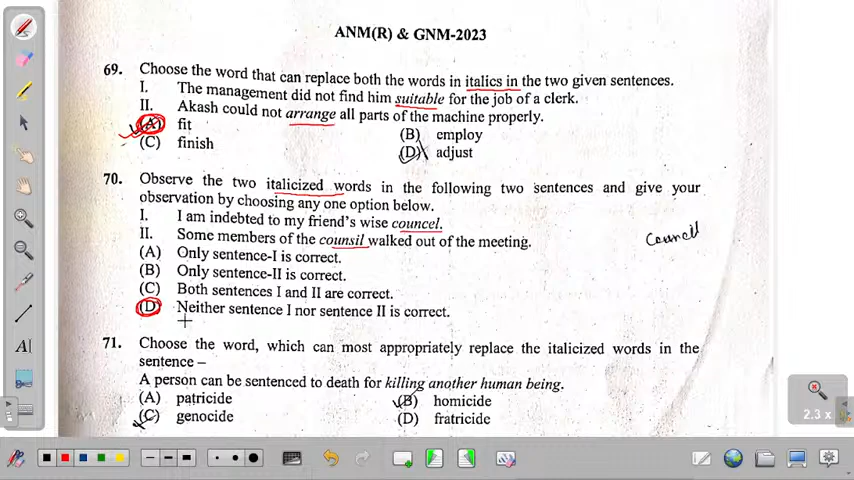 ANM(R) & GNM-2023
69. Choose the word that can replace both the words in italics in the two given sentences.
I. The management did not find him suitable for the job of a clerk.
II. Akash could not arrange all parts of the machine properly.
(A) fit (B) employ
(C) finish (D) adjust
70. Observe the two italicized words in the following two sentences and give your
observation by choosing any one option below.
I. I am indebted to my friend's wise councel.
II. Some members of the counsil walked out of the meeting.
Council
(A) Only sentence-I is correct.
(B) Only sentence-II is correct.
(C) Both sentences I and II are correct.
(D) Neither sentence I nor sentence II is correct.
71. Choose the word, which can most appropriately replace the italicized words in the
sentence –
A person can be sentenced to death for killing another human being.
(A) patricide (B) homicide
(C) genocide (D) fratricide
A
2.3 x